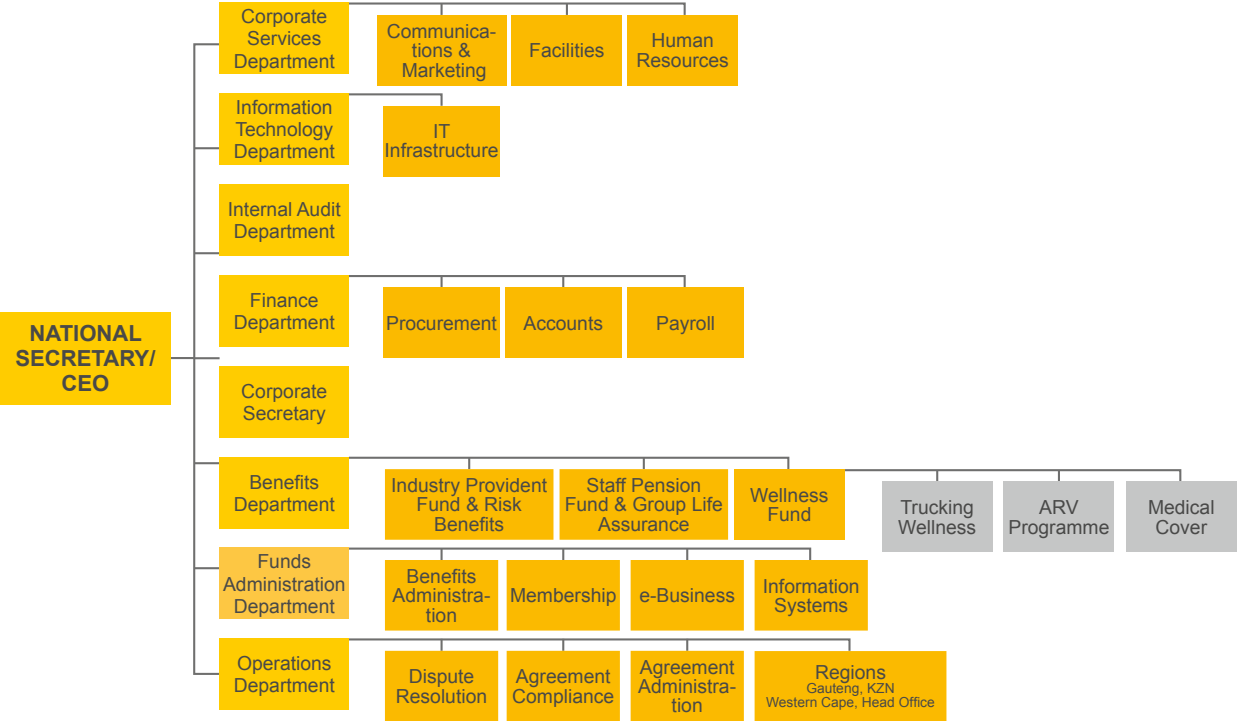 Corporate
Services
Department
Communica-
tions &
Marketing
Facilities
Human
Resources
Information
Technology
Department
IT
Infrastructure
Internal Audit
Department
Finance
Department
Procurement
Accounts
Payroll
NATIONAL
SECRETARY/
CEO
Corporate
Secretary
Benefits
Department
Industry Provident
Fund & Risk
Benefits
Staff Pension
Fund & Group Life
Assurance
Wellness
Fund
Trucking
Wellness
ARV
Programme
Medical
Cover
Funds
Administration
Department
Benefits
Administra-
tion
Membership
e-Business
Information
Systems
Operations
Department
Dispute
Resolution
Agreement
Compliance
Agreement
Administra-
tion
Regions
Gauteng, KZN
Western Cape, Head Office